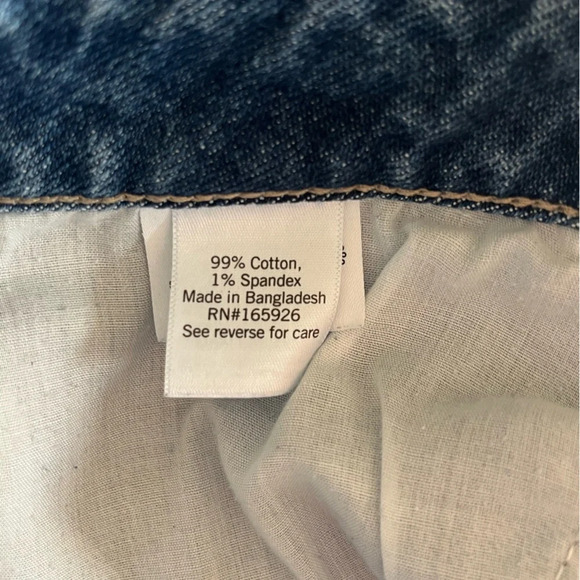 99% Cotton,
1% Spandex
Made in Bangladesh
RN#165926
See reverse for care